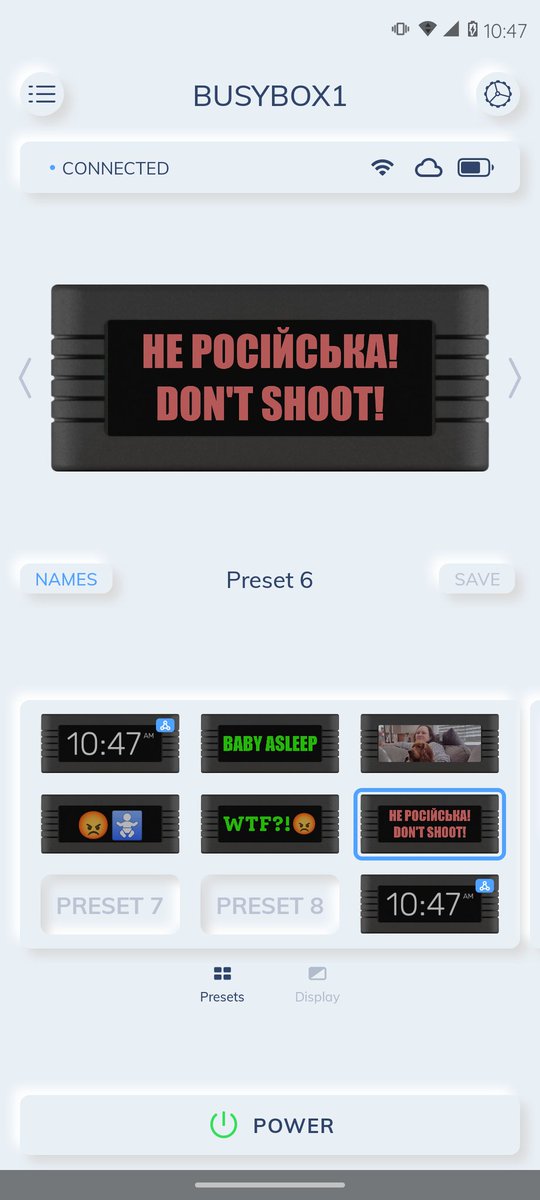 10:47
BUSYBOX1
CONNECTED
НЕ РОСІЙСЬКА!
DON'T SHOOT!
NAMES
Preset 6
SAVE
10:47 AM
BABY ASLEEP
WTF?!😡
НЕ РОСІЙСЬКА!
DON'T SHOOT!
PRESET 7
PRESET 8
10:47 AM
Presets
Display
POWER